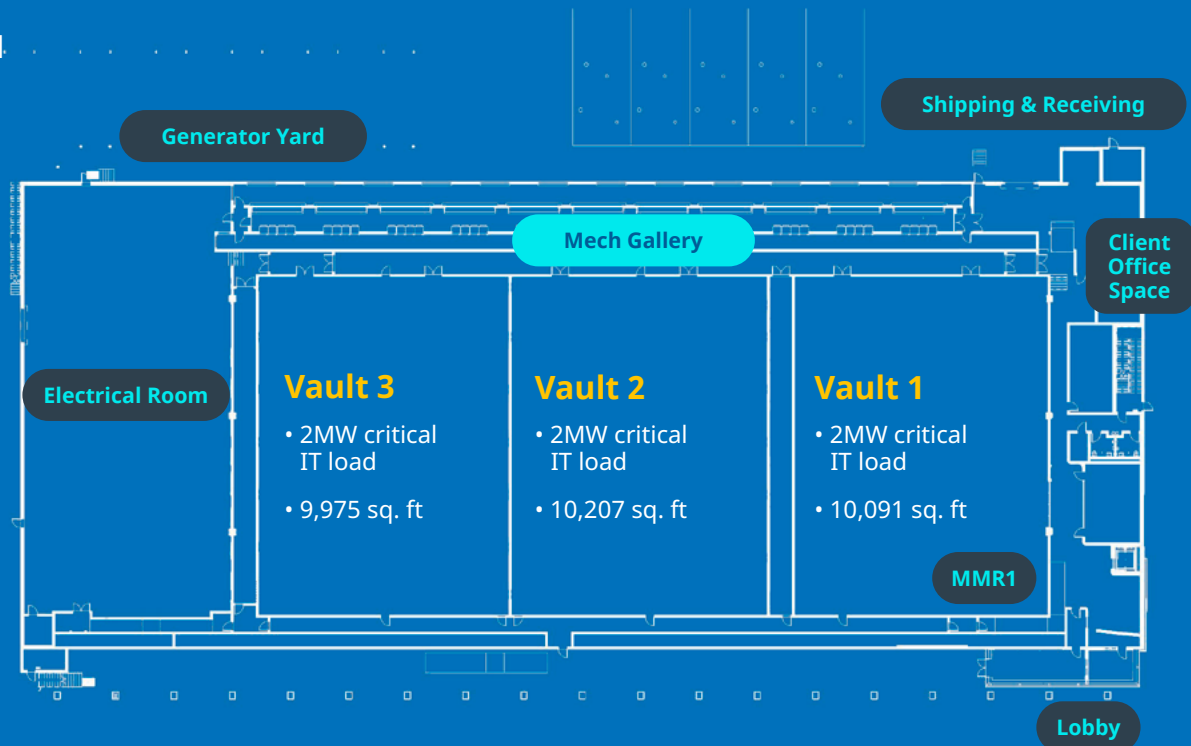 Shipping & Receiving
Generator Yard
Mech Gallery
Client
Office
Space
Electrical Room
Vault 3
• 2MW critical
IT load
• 9,975 sq. ft
Vault 2
• 2MW critical
IT load
• 10,207 sq. ft
Vault 1
• 2MW critical
IT load
• 10,091 sq. ft
MMR1
Lobby